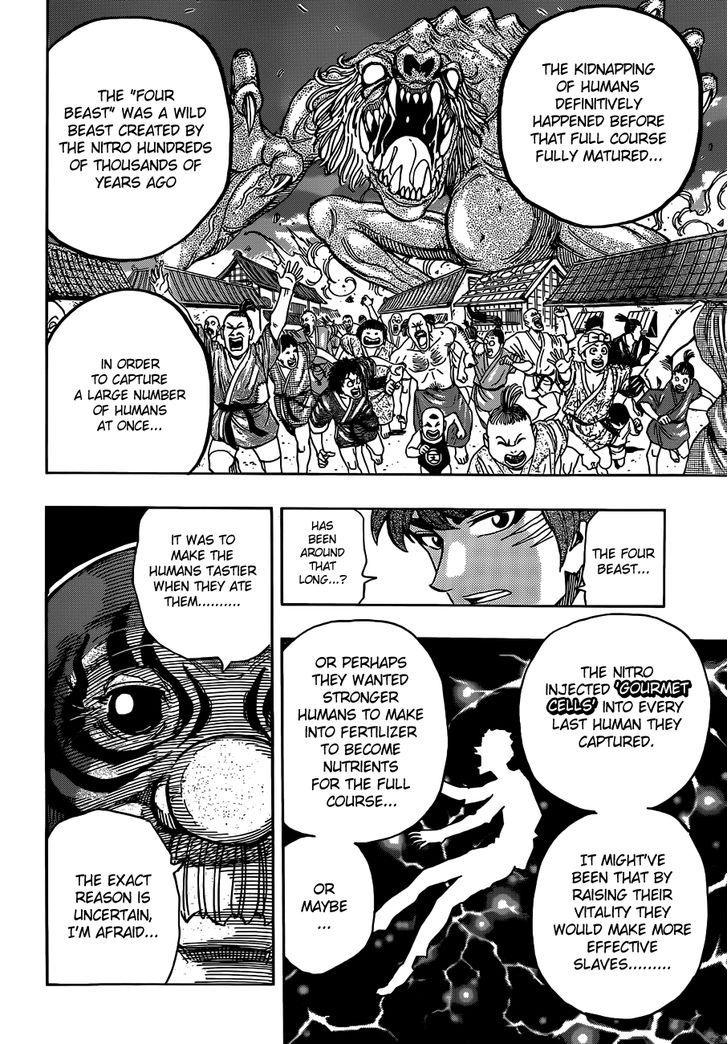 THE KIDNAPPING
OF HUMANS
DEFINITIVELY
HAPPENED BEFORE
THAT FULL COURSE
FULLY MATURED...
THE "FOUR
BEAST" WAS A WILD
BEAST CREATED BY
THE NITRO HUNDREDS
OF THOUSANDS OF
YEARS AGO
IN ORDER
TO CAPTURE
A LARGE NUMBER
OF HUMANS
AT ONCE...
THE FOUR
BEAST...
HAS
BEEN
AROUND
THAT
LONG...?
THE NITRO
INJECTED 'GOURMET
CELLS' INTO EVERY
LAST HUMAN THEY
CAPTURED.
IT MIGHT'VE
BEEN THAT BY
RAISING THEIR
VITALITY THEY
WOULD MAKE MORE
EFFECTIVE
SLAVES.........
OR PERHAPS
THEY WANTED
STRONGER
HUMANS TO MAKE
INTO FERTILIZER
TO BECOME
NUTRIENTS
FOR THE FULL
COURSE...
OR
MAYBE
...
IT WAS TO
MAKE THE
HUMANS TASTIER
WHEN THEY ATE
THEM..........
THE EXACT
REASON IS
UNCERTAIN,
I'M AFRAID...